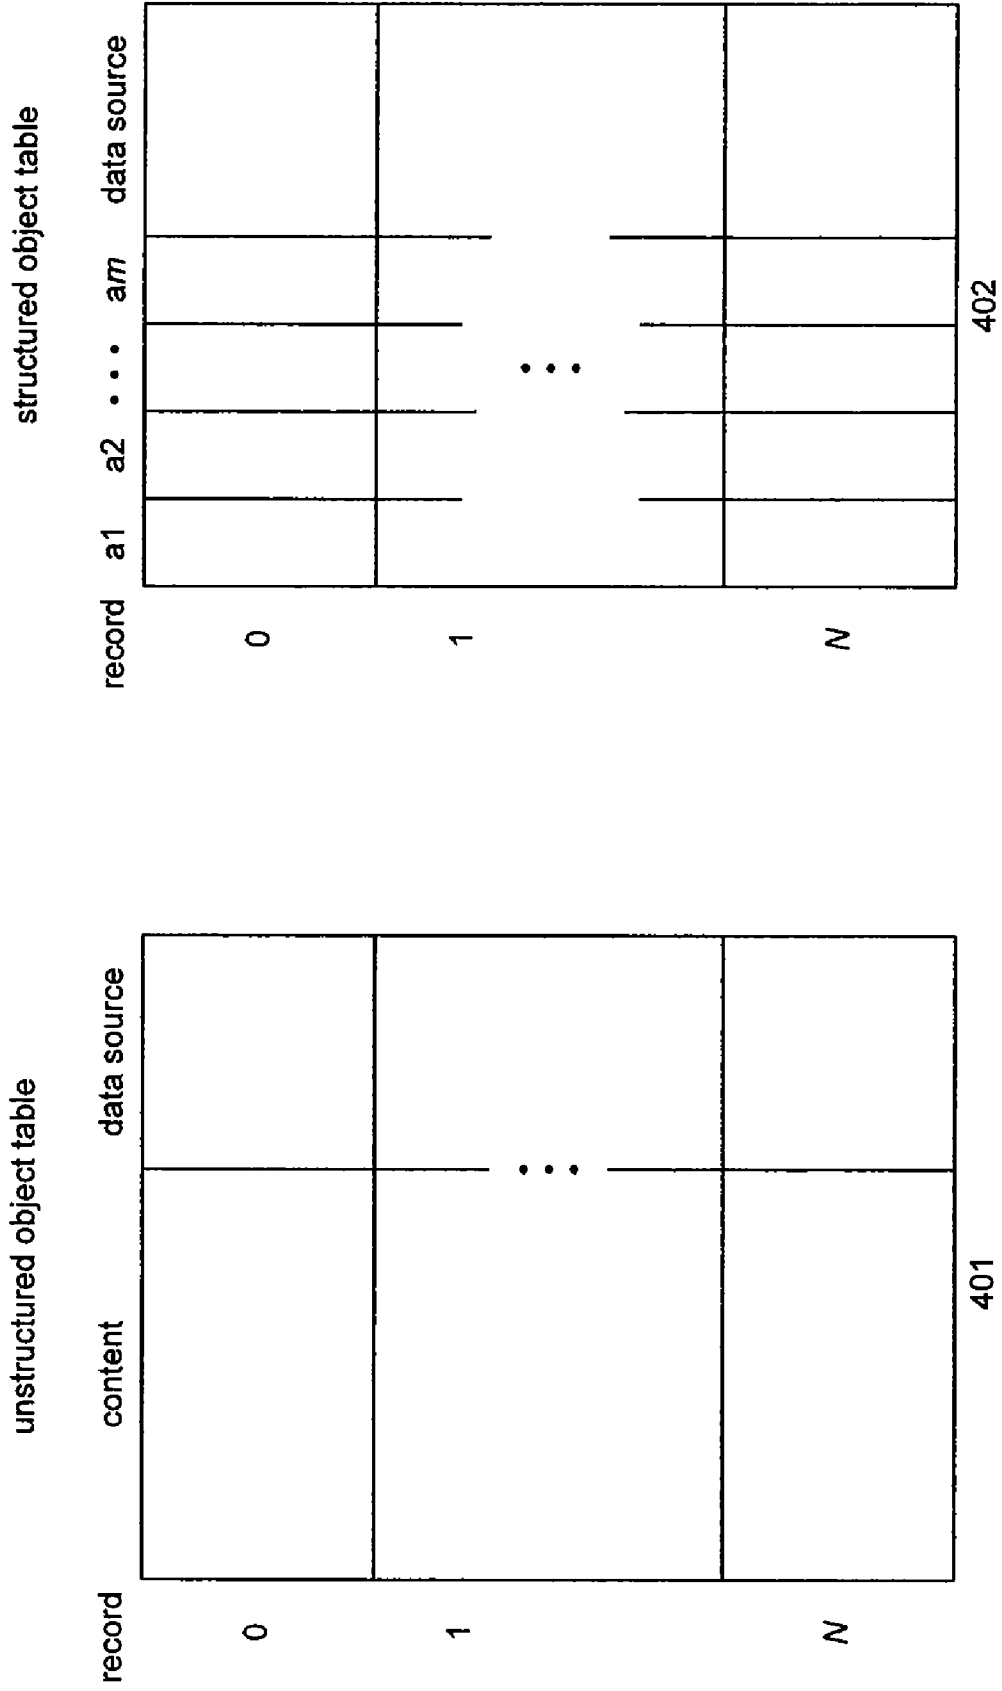 unstructured object table
record content data source
0
1
N
401
structured object table
record a1 a2 • • • am data source
0
1
N
402